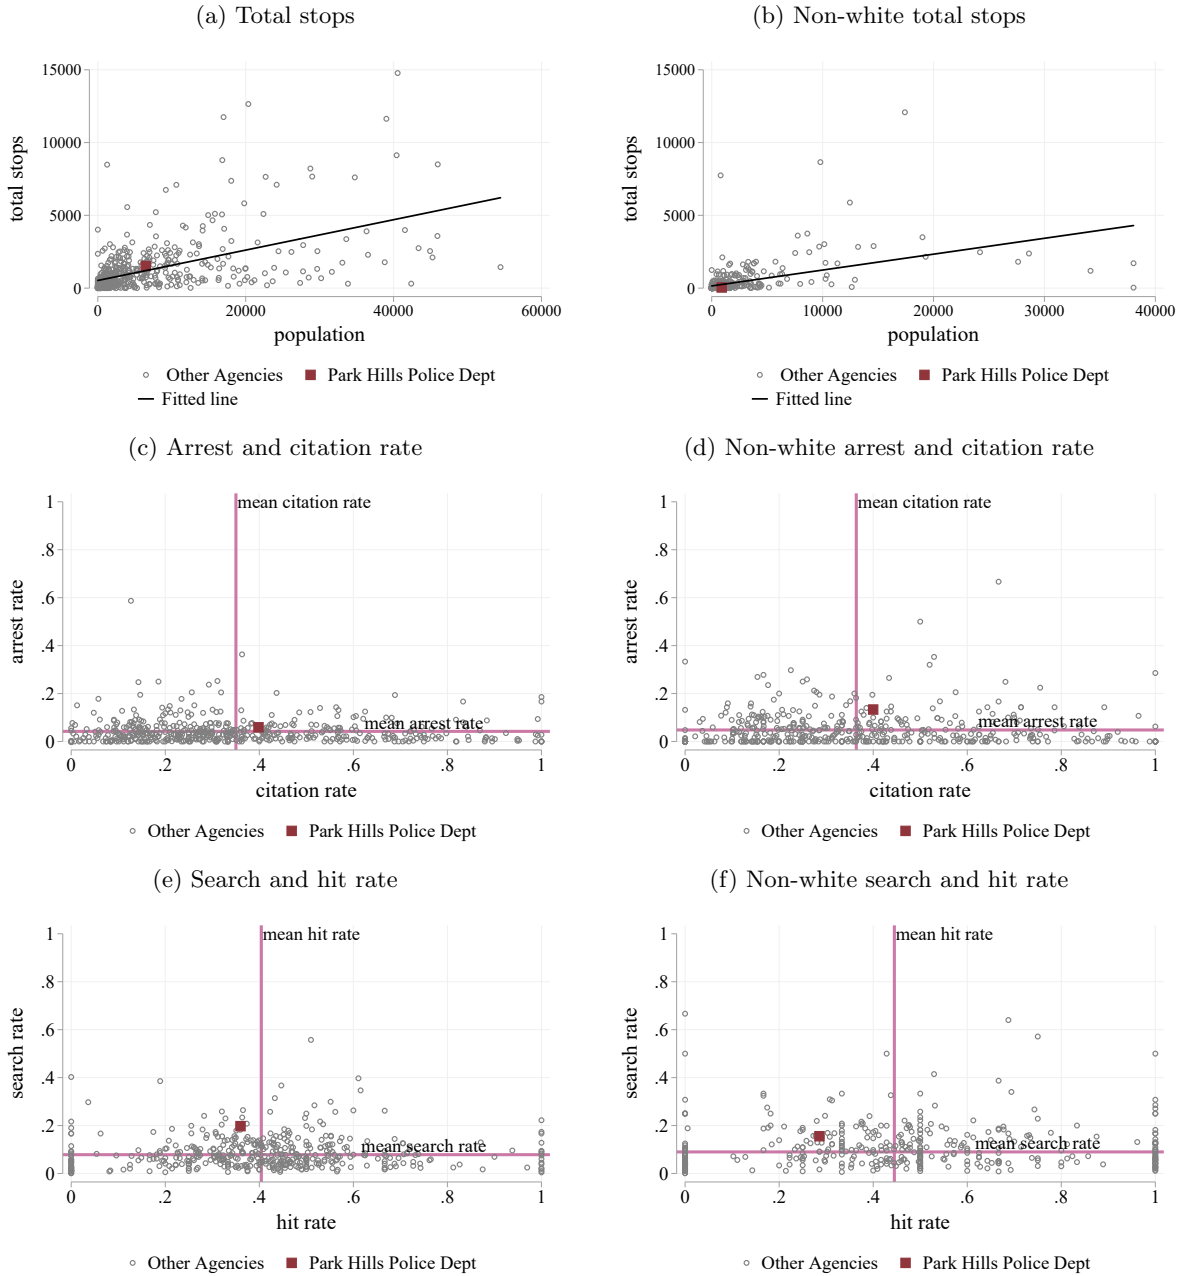 (a) Total stops
(b) Non-white total stops
15000
10000
5000
0
total stops
0
20000
40000
60000
population
Other Agencies
Park Hills Police Dept
Fitted line
15000
10000
5000
0
total stops
0
10000
20000
30000
40000
population
Other Agencies
Park Hills Police Dept
Fitted line
(c) Arrest and citation rate
(d) Non-white arrest and citation rate
1
.8
.6
.4
.2
0
arrest rate
mean citation rate
mean arrest rate
0
.2
.4
.6
.8
1
citation rate
Other Agencies
Park Hills Police Dept
1
.8
.6
.4
.2
0
arrest rate
mean citation rate
mean arrest rate
0
.2
.4
.6
.8
1
citation rate
Other Agencies
Park Hills Police Dept
(e) Search and hit rate
(f) Non-white search and hit rate
1
.8
.6
.4
.2
0
search rate
mean hit rate
mean search rate
0
.2
.4
.6
.8
1
hit rate
Other Agencies
Park Hills Police Dept
1
.8
.6
.4
.2
0
search rate
mean hit rate
mean search rate
0
.2
.4
.6
.8
1
hit rate
Other Agencies
Park Hills Police Dept